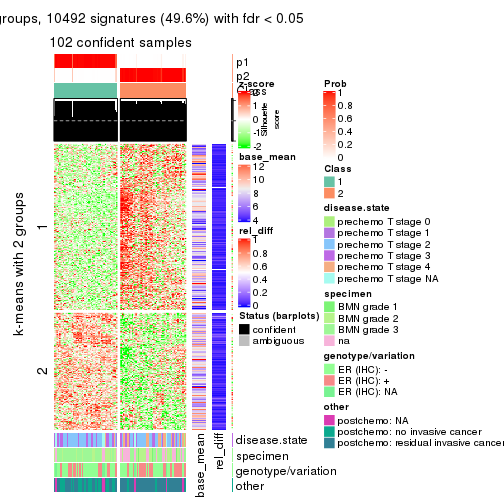 groups, 10492 signatures (49.6%) with fdr < 0.05
102 confident samples
p1
p2
Class
Silhouette
score
k-means with 2 groups
1
2
base_mean
rel_diff
disease.state
specimen
genotype/variation
other
z-score
2
1
0
-1
-2
base_mean
12
10
8
6
4
rel_diff
1
0.8
0.6
0.4
0.2
0
Status (barplots)
confident
ambiguous
Prob
1
0.8
0.6
0.4
0.2
0
Class
1
2
disease.state
prechemo T stage 0
prechemo T stage 1
prechemo T stage 2
prechemo T stage 3
prechemo T stage 4
prechemo T stage NA
specimen
BMN grade 1
BMN grade 2
BMN grade 3
na
genotype/variation
ER (IHC): -
ER (IHC): +
ER (IHC): NA
other
postchemo: NA
postchemo: no invasive cancer
postchemo: residual invasive cancer